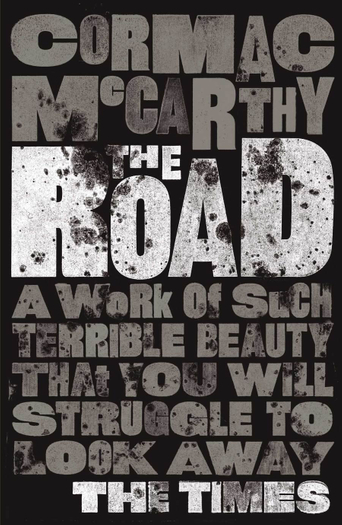 CORMAC
McCARTHY
THE
ROAD
A WoRK OF SuCH
TERRIBLE BEAUTY
THAt YOU WILL
STRUGGLE TO
LOOK AWAY
THE TIMES